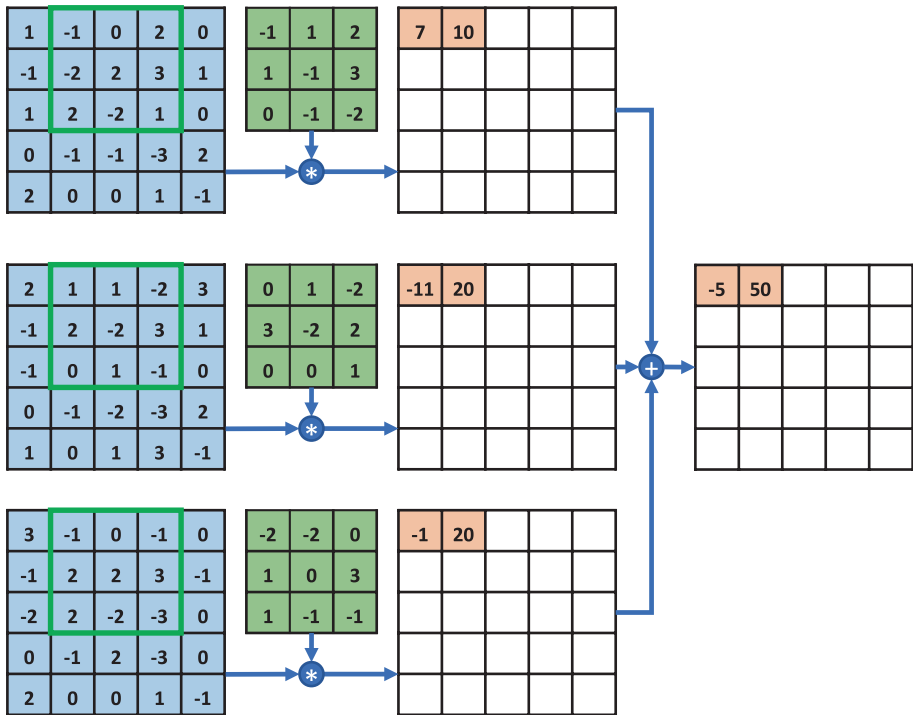 1 -1 0 2 0 -1 1 2 7 10
-1 -2 2 3 1 1 -1 3
1 2 -2 1 0 0 -1 -2
0 -1 -1 -3 2 *
2 0 0 1 -1
2 1 1 -2 3 0 1 -2 -11 20 -5 50
-1 2 -2 3 1 3 -2 2
-1 0 1 -1 0 0 0 1 +
0 -1 -2 -3 2 *
1 0 1 3 -1
3 -1 0 -1 0 -2 -2 0 -1 20
-1 2 2 3 -1 1 0 3
-2 2 -2 -3 0 1 -1 -1
0 -1 2 -3 0 *
2 0 0 1 -1